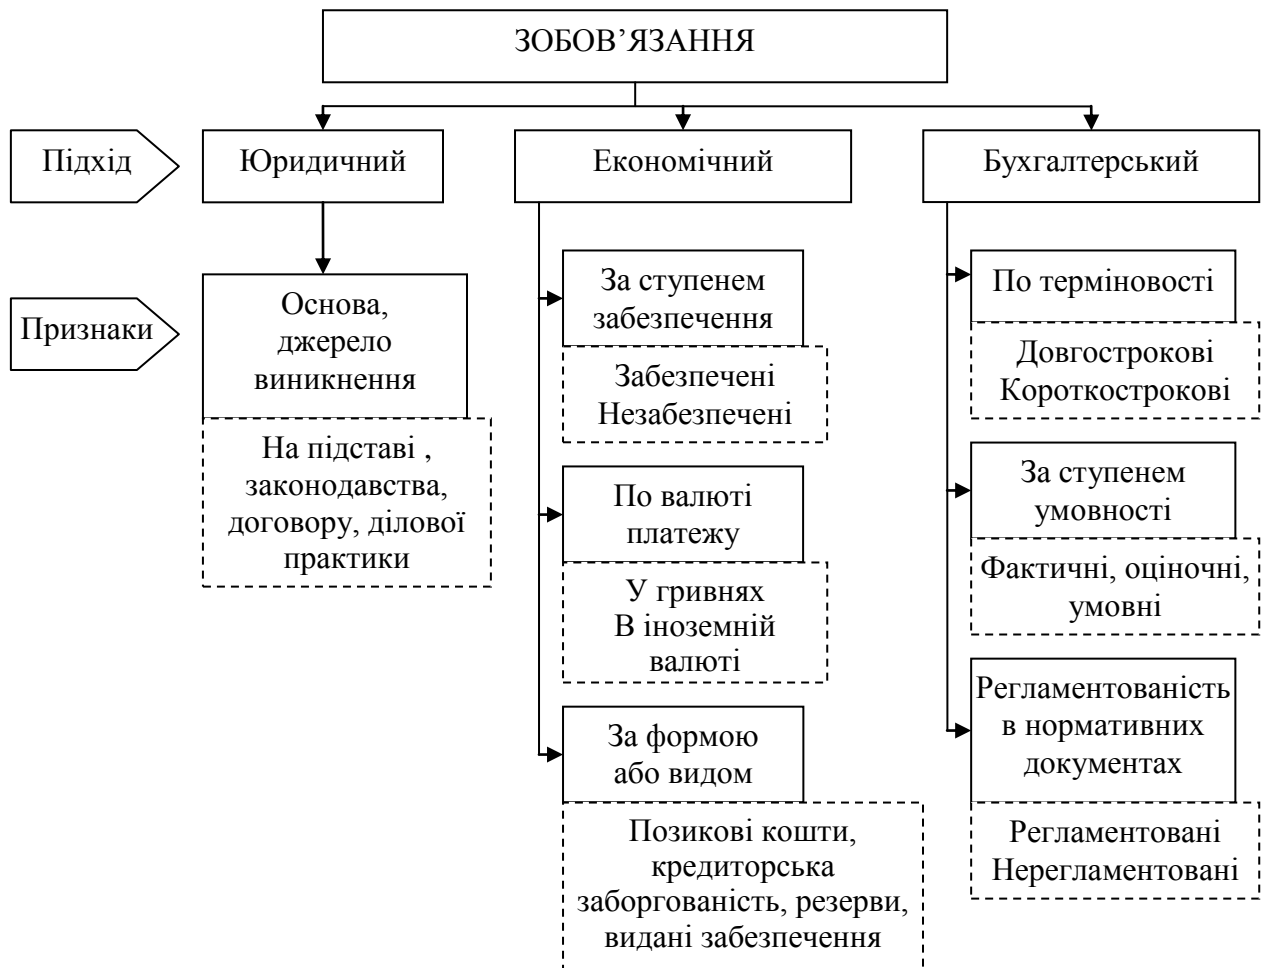 ЗОБОВ’ЯЗАННЯ
Підхід
Юридичний
Економічний
Бухгалтерський
Признаки
Основа,
джерело
виникнення
На підставі ,
законодавства,
договору, ділової
практики
За ступенем
забезпечення
Забезпечені
Незабезпечені
По валюті
платежу
У гривнях
В іноземній
валюті
За формою
або видом
Позикові кошти,
кредиторська
заборгованість, резерви,
видані забезпечення
По терміновості
Довгострокові
Короткострокові
За ступенем
умовності
Фактичні, оціночні,
умовні
Регламентованість
в нормативних
документах
Регламентовані
Нерегламентовані